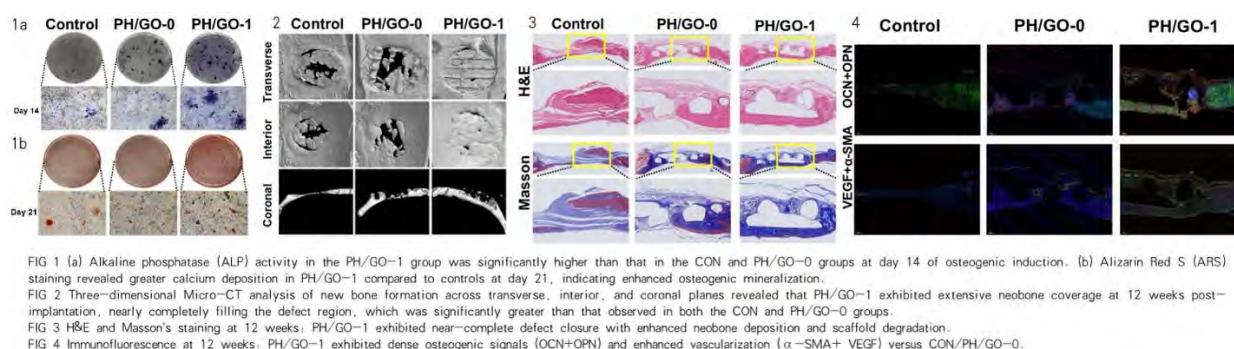 1a
Control PH/GO-0 PH/GO-1
Day 14
1b
Day 21
2
Control PH/GO-0 PH/GO-1
Transverse
Interior
Coronal
3
Control PH/GO-0 PH/GO-1
H&E
Masson
4
Control PH/GO-0 PH/GO-1
OCN+OPN
VEGF+α-SMA
FIG 1 (a) Alkaline phosphatase (ALP) activity in the PH/GO-1 group was significantly higher than that in the CON and PH/GO-0 groups at day 14 of osteogenic induction. (b) Alizarin Red S (ARS)
staining revealed greater calcium deposition in PH/GO-1 compared to controls at day 21, indicating enhanced osteogenic mineralization.
FIG 2 Three-dimensional Micro-CT analysis of new bone formation across transverse, interior, and coronal planes revealed that PH/GO-1 exhibited extensive neobone coverage at 12 weeks post-
implantation, nearly completely filling the defect region, which was significantly greater than that observed in both the CON and PH/GO-0 groups.
FIG 3 H&E and Masson's staining at 12 weeks: PH/GO-1 exhibited near-complete defect closure with enhanced neobone deposition and scaffold degradation.
FIG 4 Immunofluorescence at 12 weeks: PH/GO-1 exhibited dense osteogenic signals (OCN+OPN) and enhanced vascularization (α-SMA+ VEGF) versus CON/PH/GO-0.